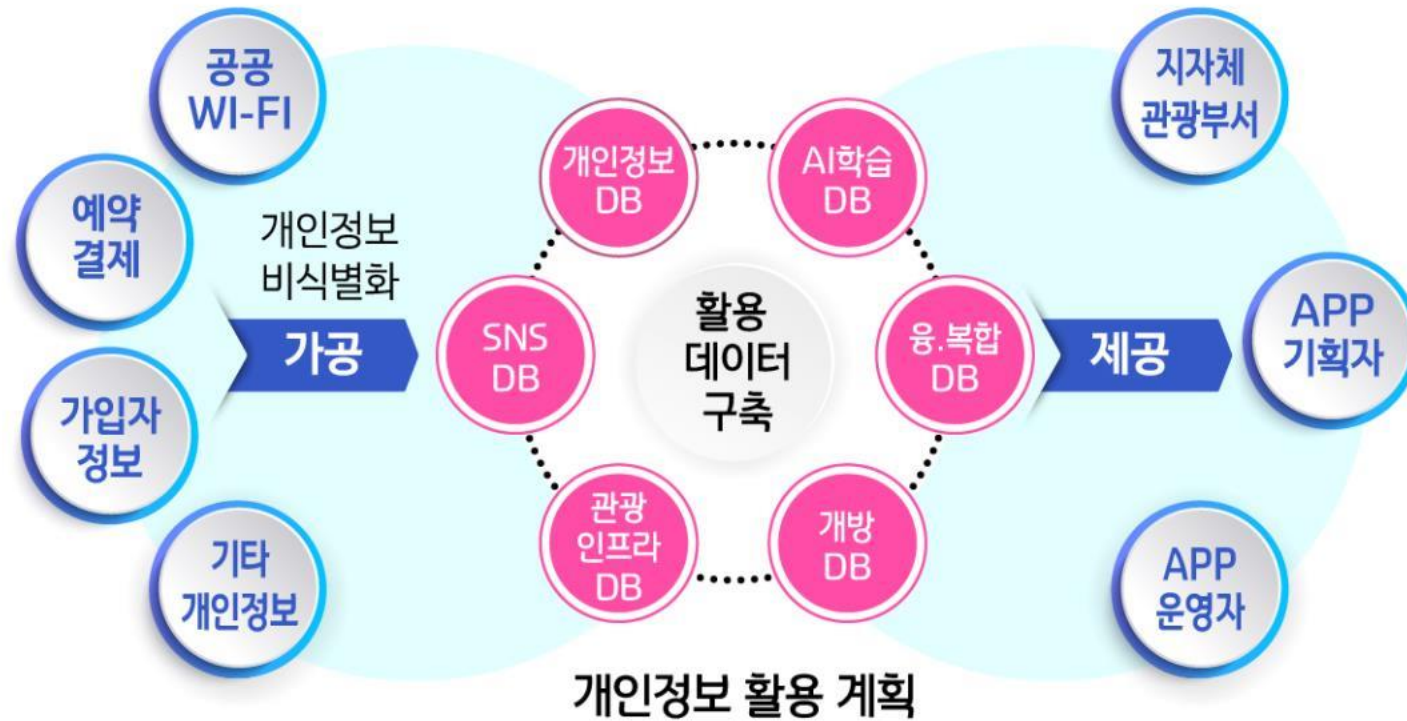 공공
WI-FI
예약
결제
가입자
정보
기타
개인정보
개인정보
비식별화
가공
개인정보
DB
AI학습
DB
SNS
DB
활용
데이터
구축
융.복합
DB
관광
인프라
DB
개방
DB
제공
지자체
관광부서
APP
기획자
APP
운영자
개인정보 활용 계획